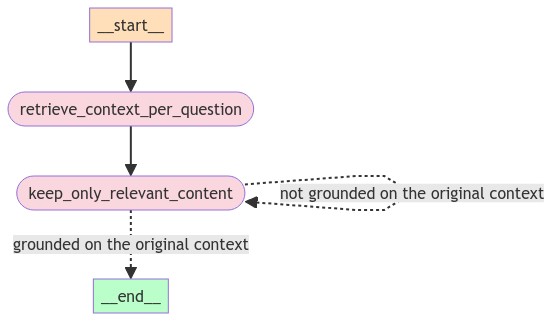 __start__
retrieve_context_per_question
keep_only_relevant_content
not grounded on the original context
grounded on the original context
__end__